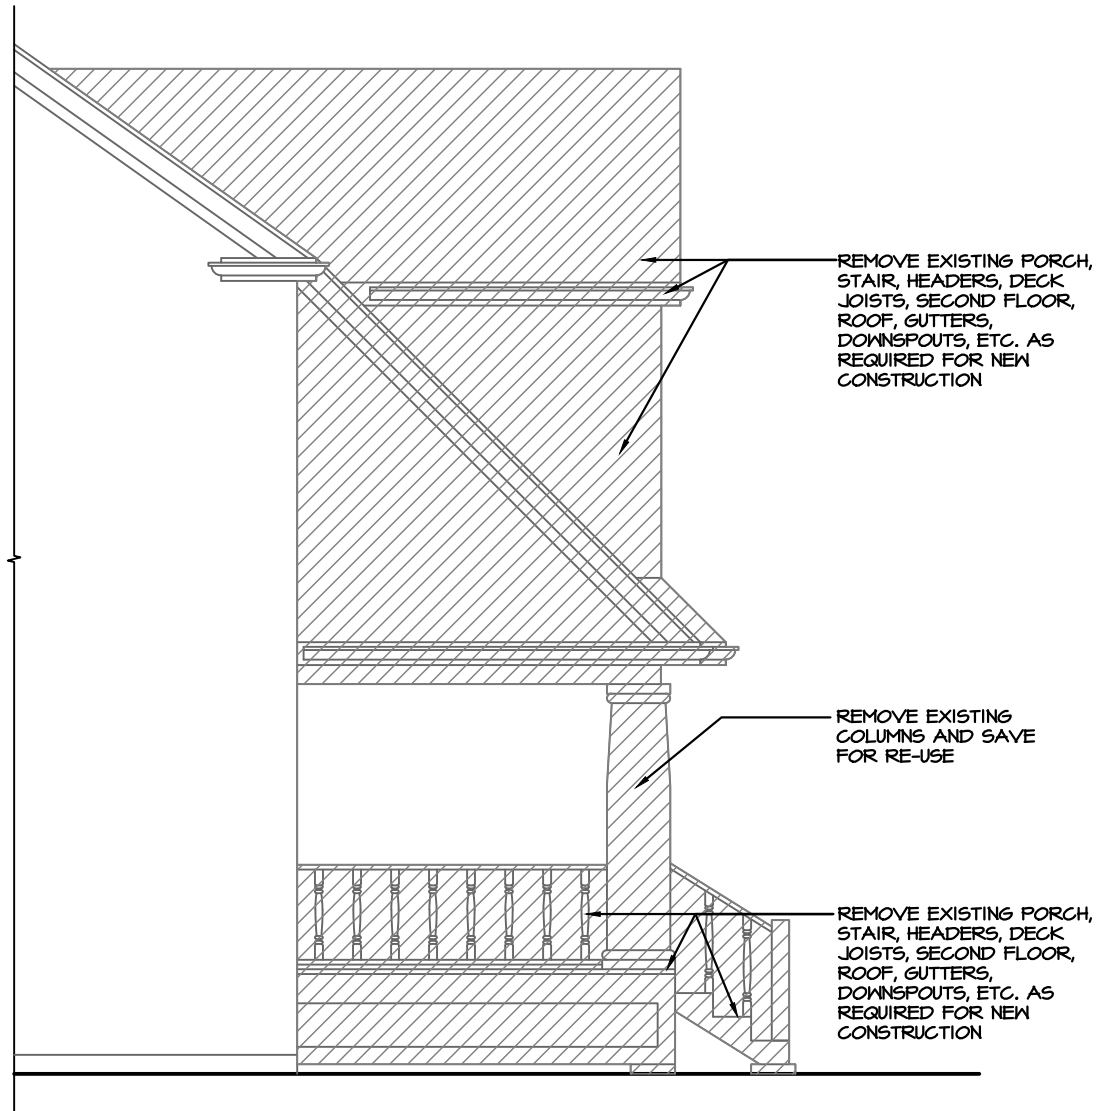 REMOVE EXISTING PORCH,
STAIR, HEADERS, DECK
JOISTS, SECOND FLOOR,
ROOF, GUTTERS,
DOWNSPOUTS, ETC. AS
REQUIRED FOR NEW
CONSTRUCTION
REMOVE EXISTING
COLUMNS AND SAVE
FOR RE-USE
REMOVE EXISTING PORCH,
STAIR, HEADERS, DECK
JOISTS, SECOND FLOOR,
ROOF, GUTTERS,
DOWNSPOUTS, ETC. AS
REQUIRED FOR NEW
CONSTRUCTION